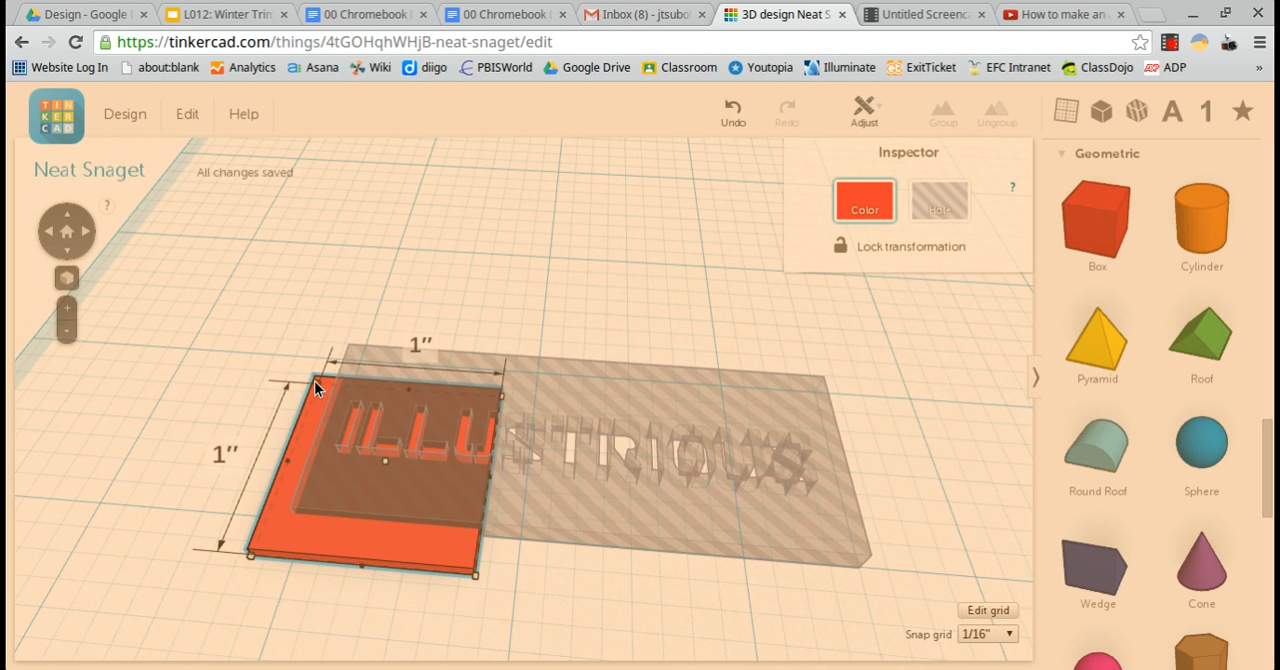 Design - Google
L012: Winter Trin
00 Chromebook
00 Chromebook
Inbox (8) - jtsubo
3D design Neat S
Untitled Screenca
How to make an
https://tinkercad.com/things/4tGOHqhWHjB-neat-snaget/edit
Website Log In
about:blank
Analytics
Asana
Wiki
diigo
PBISWorld
Google Drive
Classroom
Youtopia
Illuminate
ExitTicket
EFC Intranet
ClassDojo
ADP
»
TIN
KER
CAD
Design
Edit
Help
Undo
Redo
Adjust
Group
Ungroup
A
1
Neat Snaget
All changes saved
?
+
-
Inspector
Color
Hole
?
Lock transformation
Geometric
Box
Cylinder
Pyramid
Roof
Round Roof
Sphere
Wedge
Cone
1"
1"
ILLUSTRIOUS
Edit grid
Snap grid 1/16"